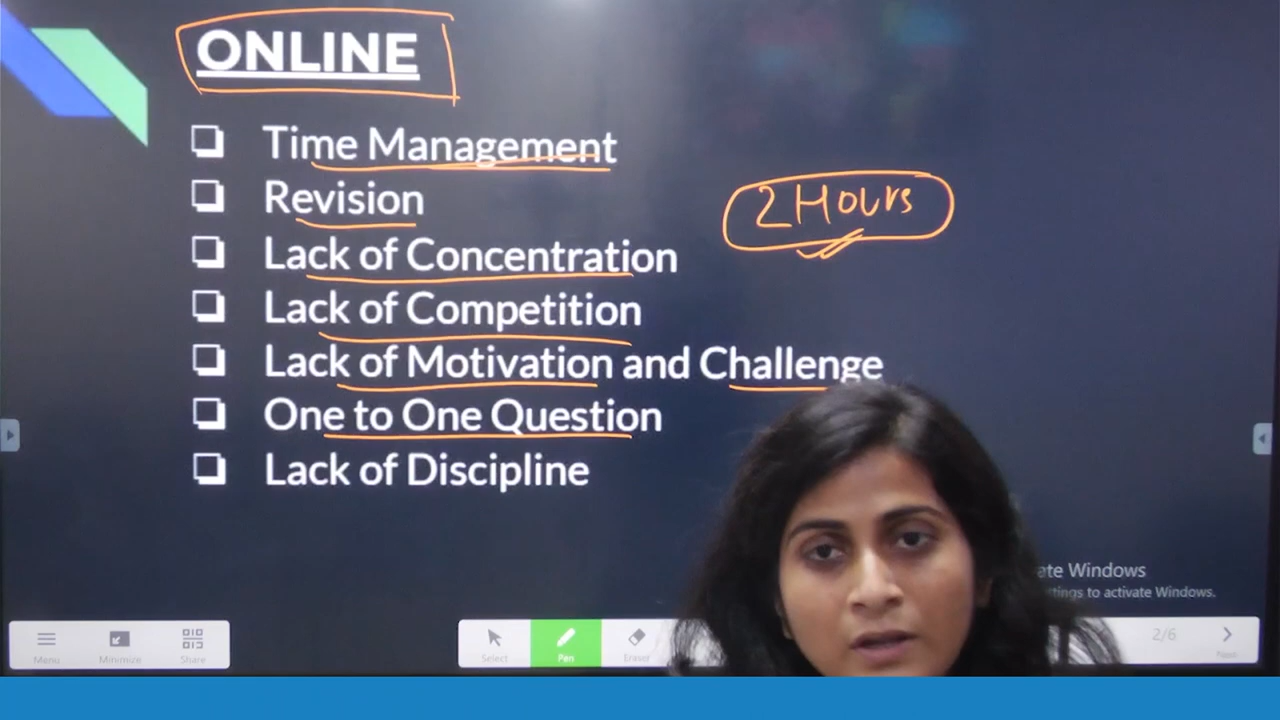 ONLINE
Time Management
Revision
2 Hours
Lack of Concentration
Lack of Competition
Lack of Motivation and Challenge
One to One Question
Lack of Discipline
ate Windows
tings to activate Windows.
Menu
Minimize
Share
Select
Pen
Eraser
2/6
Next